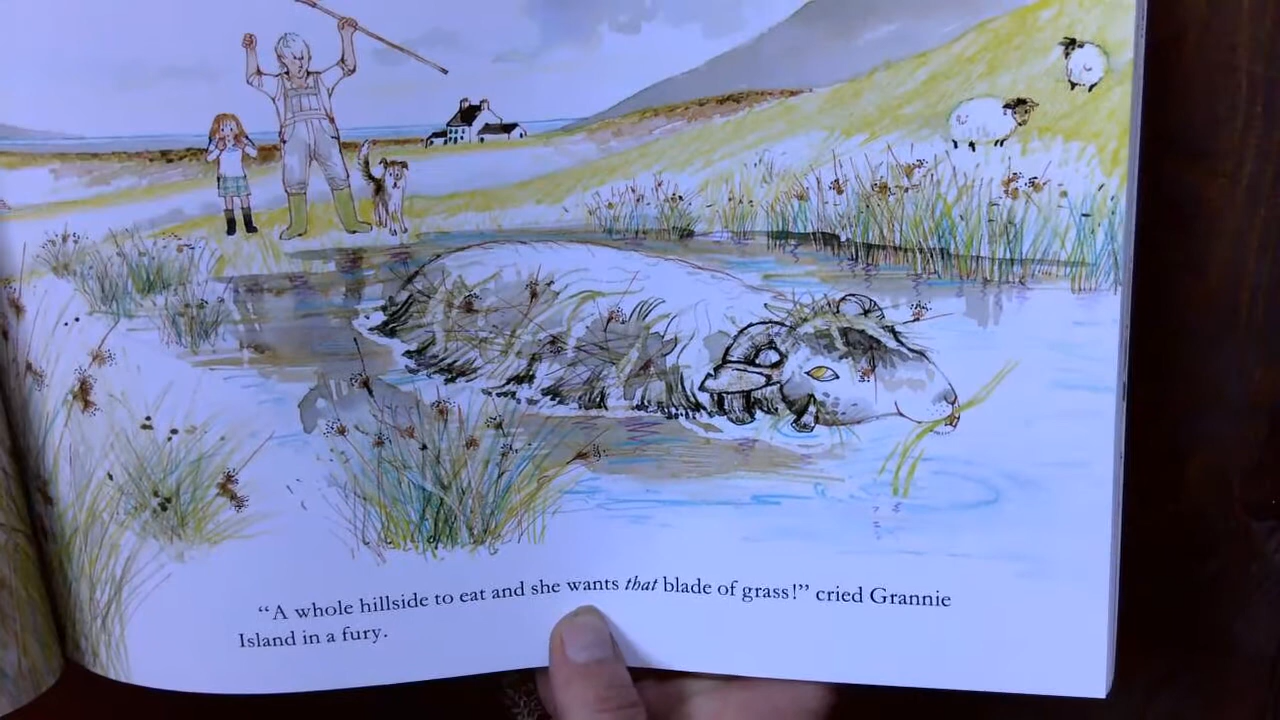 “A whole hillside to eat and she wants that blade of grass!” cried Grannie
Island in a fury.